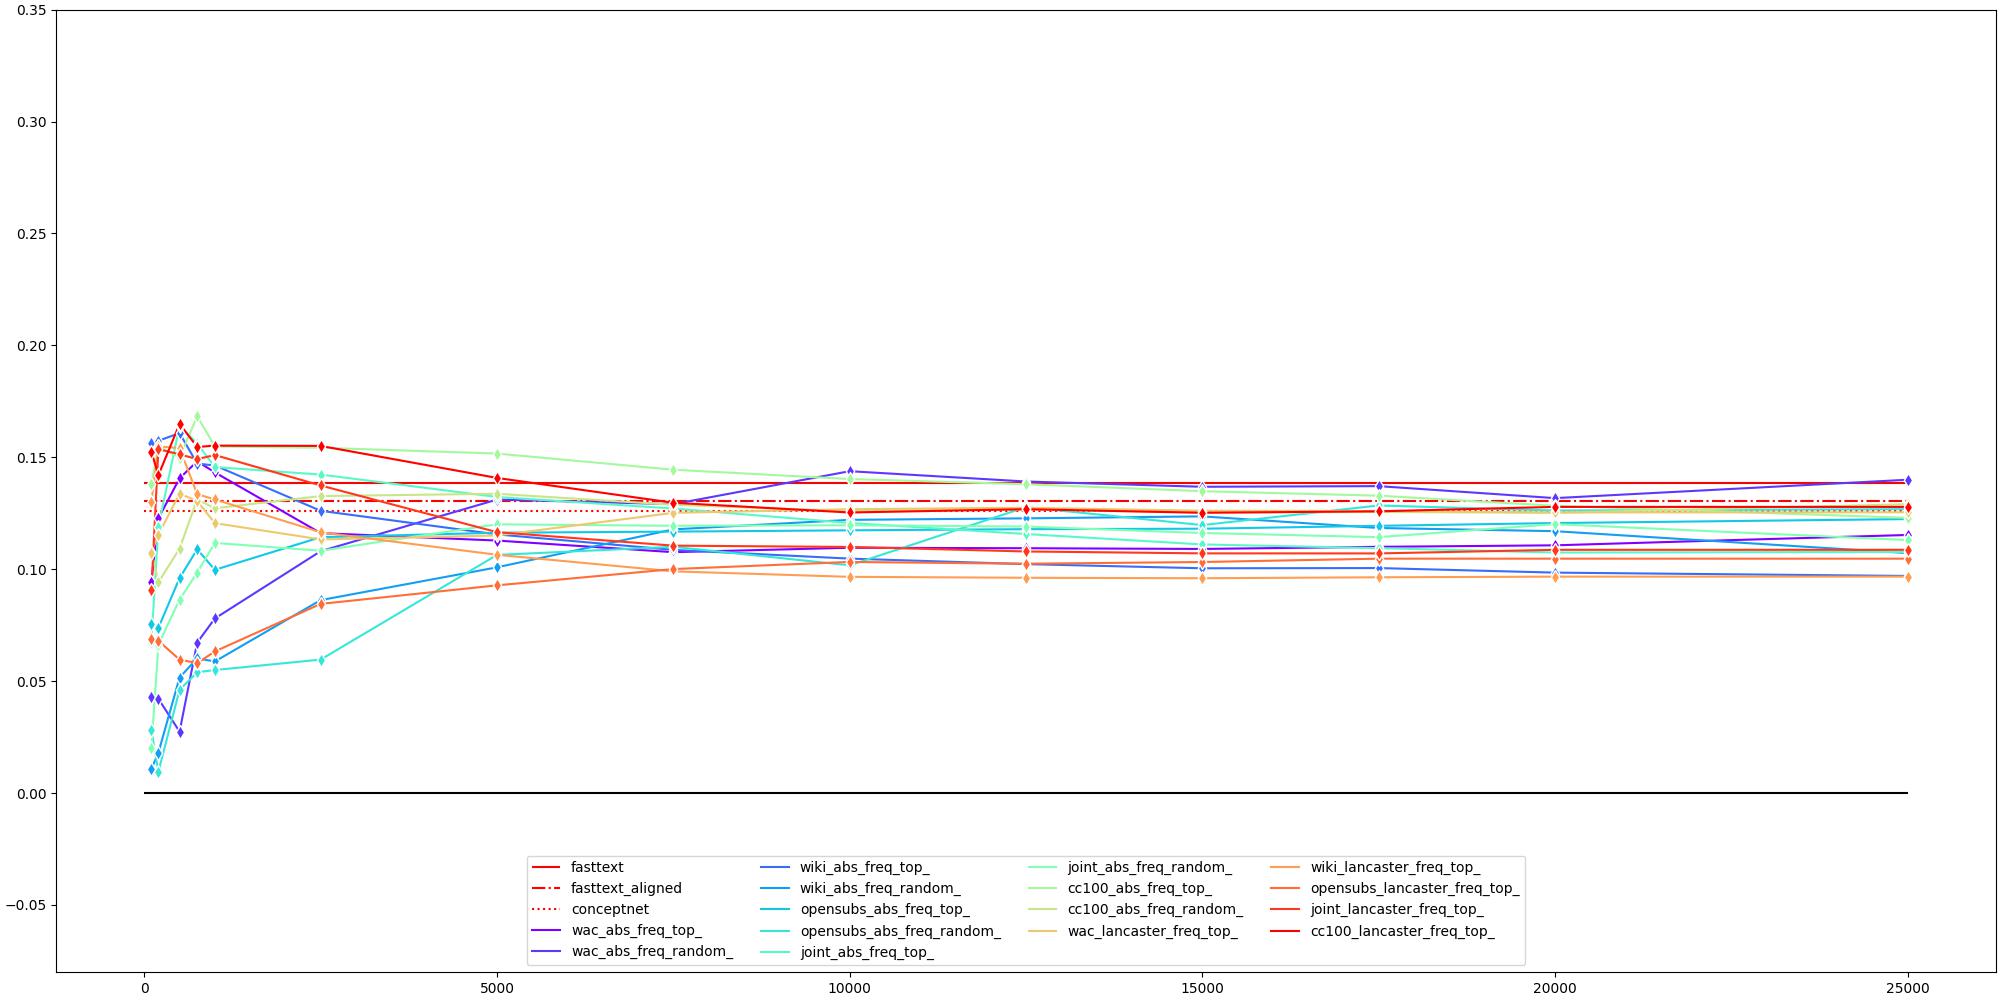 0.35
0.30
0.25
0.20
0.15
0.10
0.05
0.00
−0.05
fasttext
fasttext_aligned
conceptnet
wac_abs_freq_top_
wac_abs_freq_random_
wiki_abs_freq_top_
wiki_abs_freq_random_
opensubs_abs_freq_top_
opensubs_abs_freq_random_
joint_abs_freq_top_
joint_abs_freq_random_
cc100_abs_freq_top_
cc100_abs_freq_random_
wac_lancaster_freq_top_
wiki_lancaster_freq_top_
opensubs_lancaster_freq_top_
joint_lancaster_freq_top_
cc100_lancaster_freq_top_
0 5000 10000 15000 20000 25000